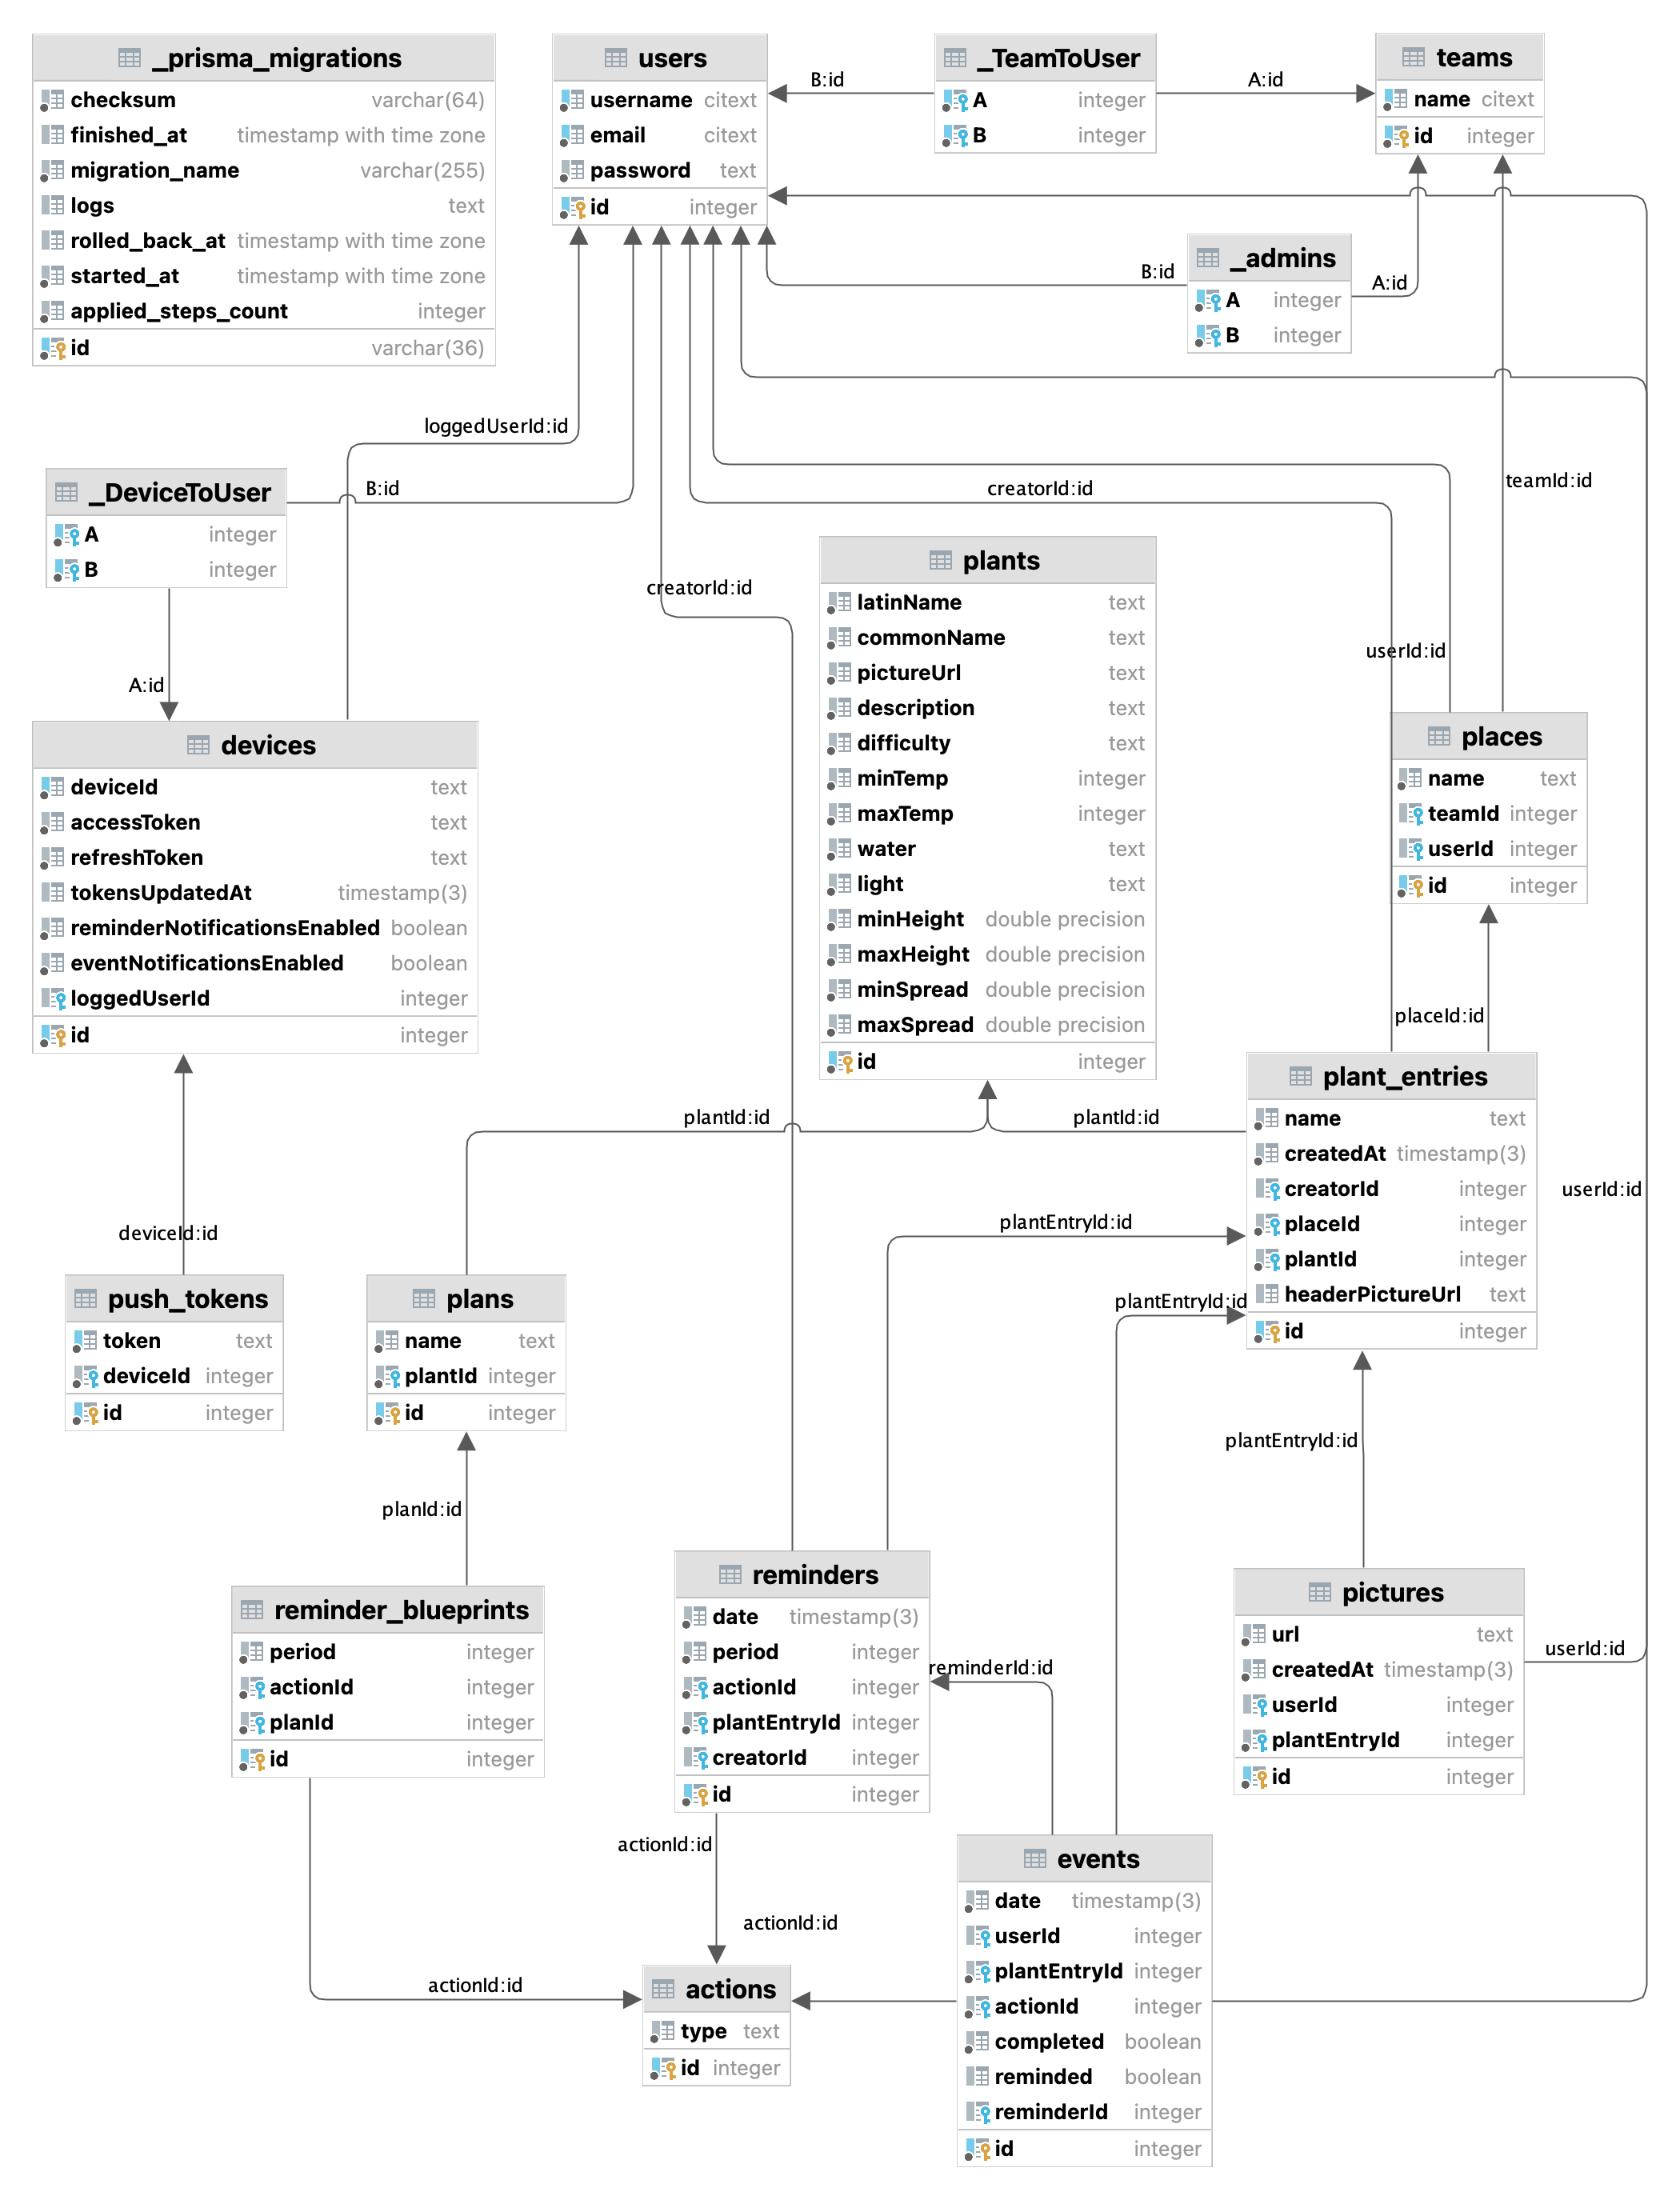 _prisma_migrations
checksum varchar(64)
finished_at timestamp with time zone
migration_name varchar(255)
logs text
rolled_back_at timestamp with time zone
started_at timestamp with time zone
applied_steps_count integer
id varchar(36)
users
username citext
email citext
password text
id integer
B:id
_TeamToUser
A integer
B integer
A:id
teams
name citext
id integer
B:id
_admins
A integer
B integer
A:id
loggedUserId:id
_DeviceToUser
A integer
B integer
B:id
A:id
creatorId:id
creatorId:id
teamId:id
userId:id
devices
deviceId text
accessToken text
refreshToken text
tokensUpdatedAt timestamp(3)
reminderNotificationsEnabled boolean
eventNotificationsEnabled boolean
loggedUserId integer
id integer
plants
latinName text
commonName text
pictureUrl text
description text
difficulty text
minTemp integer
maxTemp integer
water text
light text
minHeight double precision
maxHeight double precision
minSpread double precision
maxSpread double precision
id integer
places
name text
teamId integer
userId integer
id integer
placeId:id
plantId:id
plantId:id
plant_entries
name text
createdAt timestamp(3)
creatorId integer
placeId integer
plantId integer
headerPictureUrl text
id integer
userId:id
deviceId:id
plantEntryId:id
plantEntryId:id
push_tokens
token text
deviceId integer
id integer
plans
name text
plantId integer
id integer
planId:id
plantEntryId:id
reminder_blueprints
period integer
actionId integer
planId integer
id integer
reminders
date timestamp(3)
period integer
actionId integer
plantEntryId integer
creatorId integer
id integer
reminderId:id
pictures
url text
createdAt timestamp(3)
userId integer
plantEntryId integer
id integer
userId:id
actionId:id
actionId:id
actionId:id
actions
type text
id integer
events
date timestamp(3)
userId integer
plantEntryId integer
actionId integer
completed boolean
reminded boolean
reminderId integer
id integer